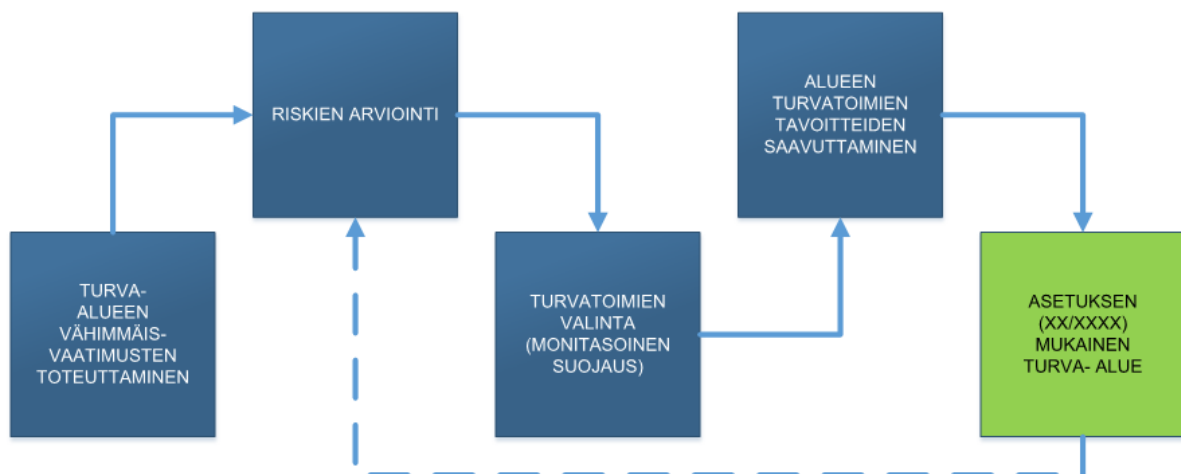 TURVA-
ALUEEN
VÄHIMMÄIS-
VAATIMUSTEN
TOTEUTTAMINEN
RISKIEN ARVIOINTI
TURVATOIMIEN
VALINTA
(MONITASOINEN
SUOJAUS)
ALUEEN
TURVATOIMIEN
TAVOITTEIDEN
SAAVUTTAMINEN
ASETUKSEN
(XX/XXXX)
MUKAINEN
TURVA- ALUE